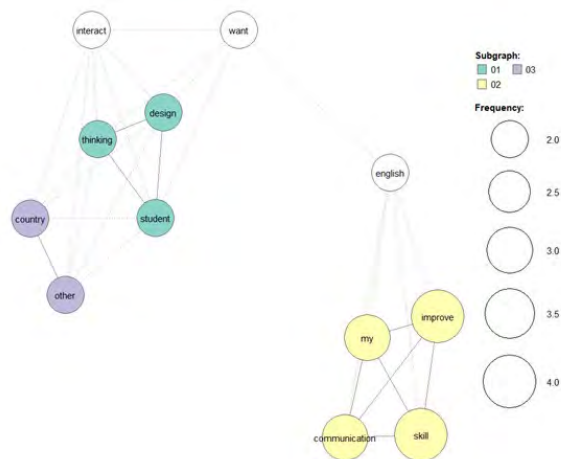 interact
want
Subgraph:
01
03
02
Frequency:
design
thinking
2.0
english
2.5
country
student
3.0
other
improve
3.5
my
4.0
communication
skill